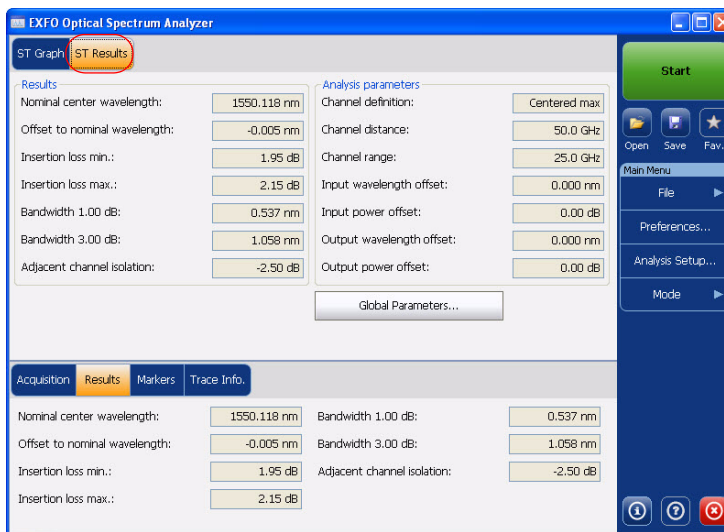 EXFO Optical Spectrum Analyzer
ST Graph
ST Results
Results
Nominal center wavelength: 1550.118 nm
Offset to nominal wavelength: -0.005 nm
Insertion loss min.: 1.95 dB
Insertion loss max.: 2.15 dB
Bandwidth 1.00 dB: 0.537 nm
Bandwidth 3.00 dB: 1.058 nm
Adjacent channel isolation: -2.50 dB
Analysis parameters
Channel definition: Centered max
Channel distance: 50.0 GHz
Channel range: 25.0 GHz
Input wavelength offset: 0.000 nm
Input power offset: 0.00 dB
Output wavelength offset: 0.000 nm
Output power offset: 0.00 dB
Global Parameters...
Acquisition
Results
Markers
Trace Info.
Nominal center wavelength: 1550.118 nm
Offset to nominal wavelength: -0.005 nm
Insertion loss min.: 1.95 dB
Insertion loss max.: 2.15 dB
Bandwidth 1.00 dB: 0.537 nm
Bandwidth 3.00 dB: 1.058 nm
Adjacent channel isolation: -2.50 dB
Start
Open
Save
Fav.
Main Menu
File
Preferences...
Analysis Setup...
Mode